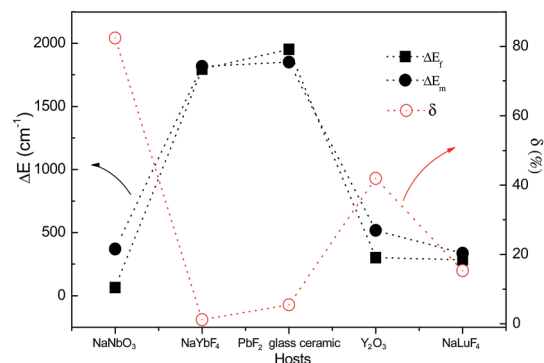 2000
1500
1000
500
0
ΔE (cm⁻¹)
ΔE_f
ΔE_m
δ
80
60
40
20
0
δ (%)
NaNbO₃ NaYbF₄ PbF₂ glass ceramic Y₂O₃ NaLuF₄
Hosts